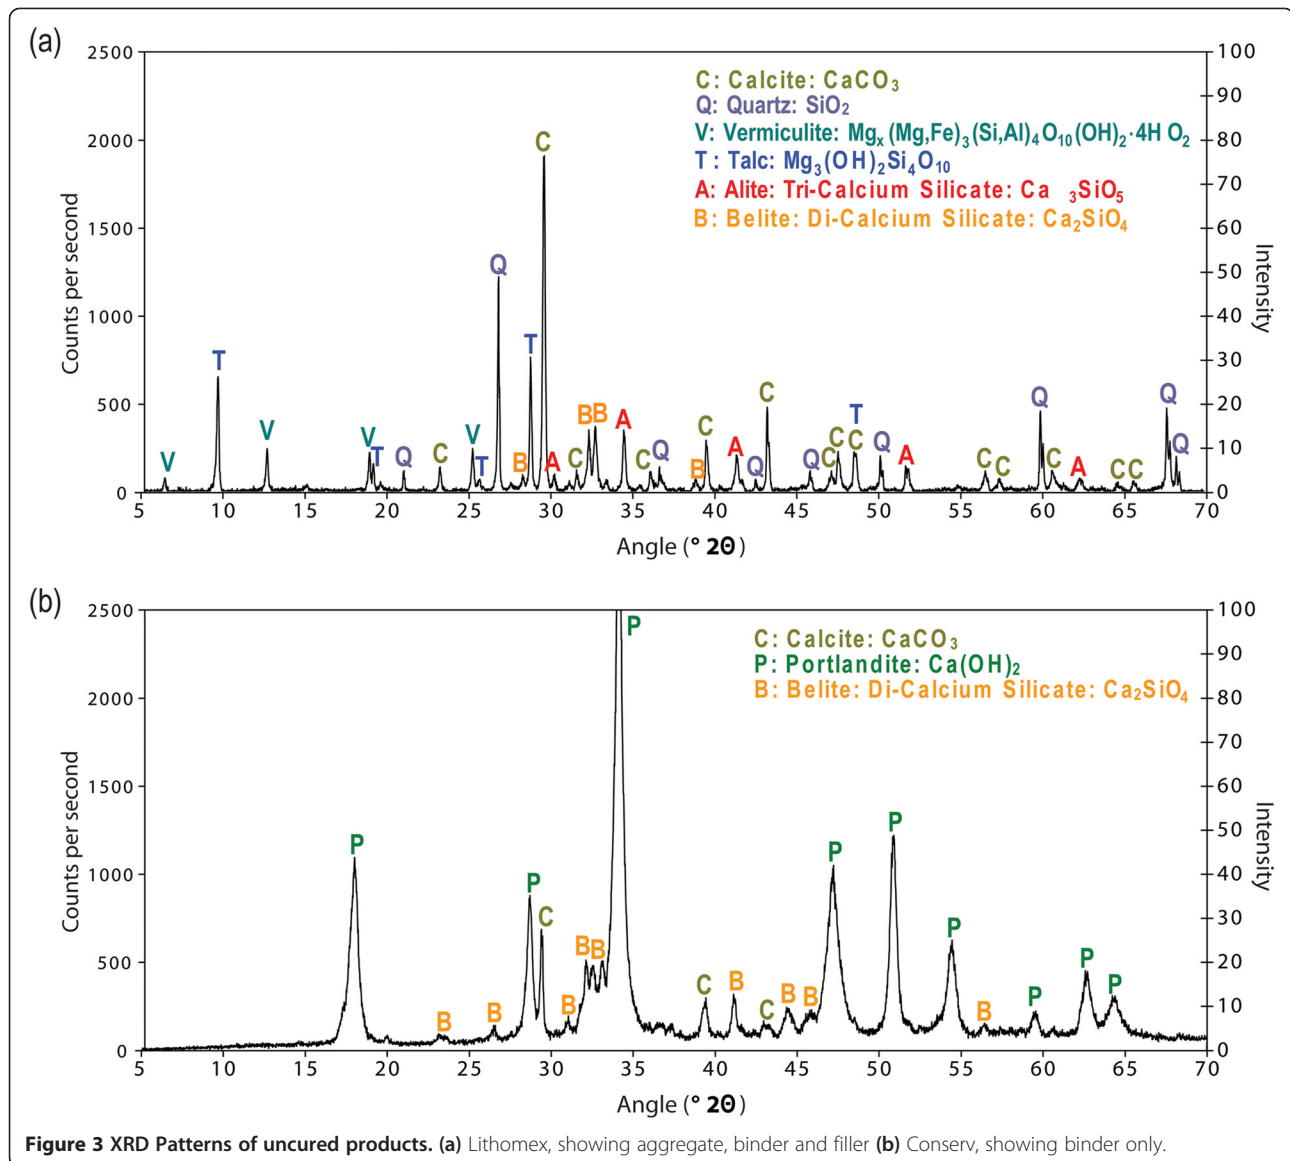 (a)
2500
2000
1500
1000
500
0
Counts per second
100
90
80
70
60
50
40
30
20
10
0
Intensity
C: Calcite: CaCO₃
Q: Quartz: SiO₂
V: Vermiculite: Mgₓ(Mg,Fe)₃(Si,Al)₄O₁₀(OH)₂·4H O₂
T: Talc: Mg₃(OH)₂Si₄O₁₀
A: Alite: Tri-Calcium Silicate: Ca ₃SiO₅
B: Belite: Di-Calcium Silicate: Ca₂SiO₄
V T V V T Q C V T Q B T C A C B B A C Q B C A Q C Q C C C T Q A C C Q C A C C Q Q
5 10 15 20 25 30 35 40 45 50 55 60 65 70
Angle (° 2Θ)
(b)
2500
2000
1500
1000
500
0
Counts per second
100
90
80
70
60
50
40
30
20
10
0
Intensity
C: Calcite: CaCO₃
P: Portlandite: Ca(OH)₂
B: Belite: Di-Calcium Silicate: Ca₂SiO₄
P B B P C B B B P C B C B B P P P B P P P
5 10 15 20 25 30 35 40 45 50 55 60 65 70
Angle (° 2Θ)
Figure 3 XRD Patterns of uncured products. (a) Lithomex, showing aggregate, binder and filler (b) Conserv, showing binder only.